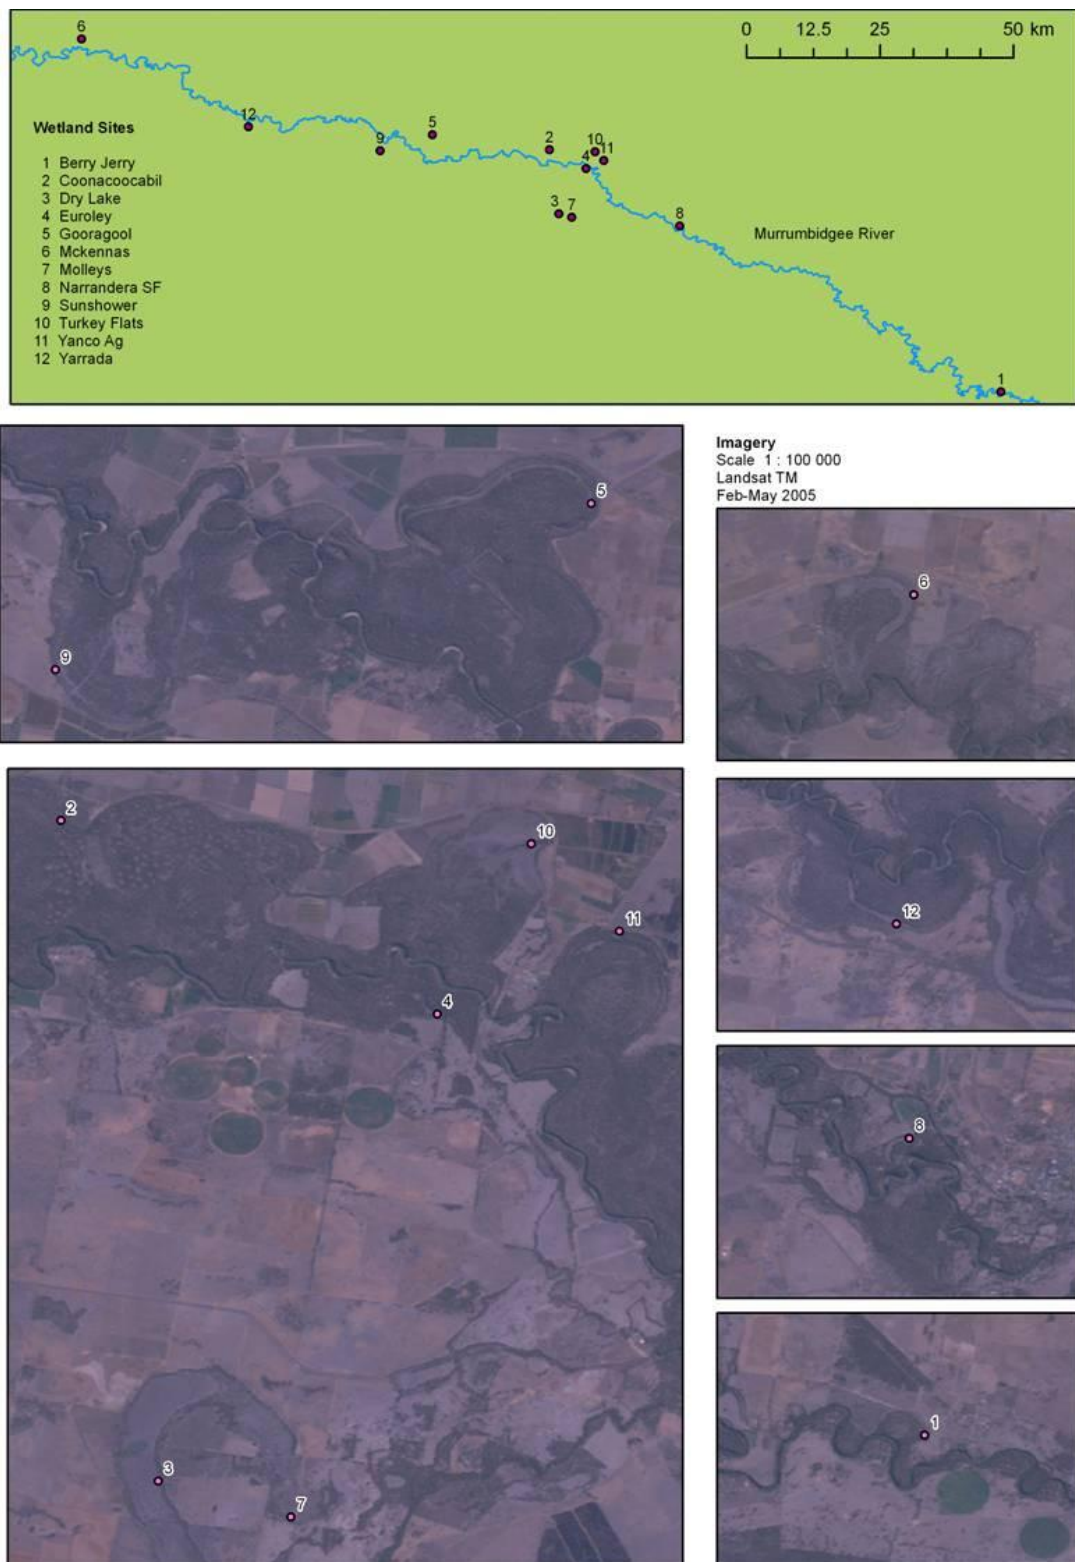 6
0 12.5 25 50 km
12
5
9
2
10
11
4
3
7
8
Murrumbidgee River
1
Wetland Sites
1 Berry Jerry
2 Coonacoocabil
3 Dry Lake
4 Euroley
5 Gooragool
6 Mckennas
7 Molleys
8 Narrandera SF
9 Sunshower
10 Turkey Flats
11 Yanco Ag
12 Yarrada
Imagery
Scale 1 : 100 000
Landsat TM
Feb-May 2005
5
9
6
2
10
11
4
3
7
12
8
1